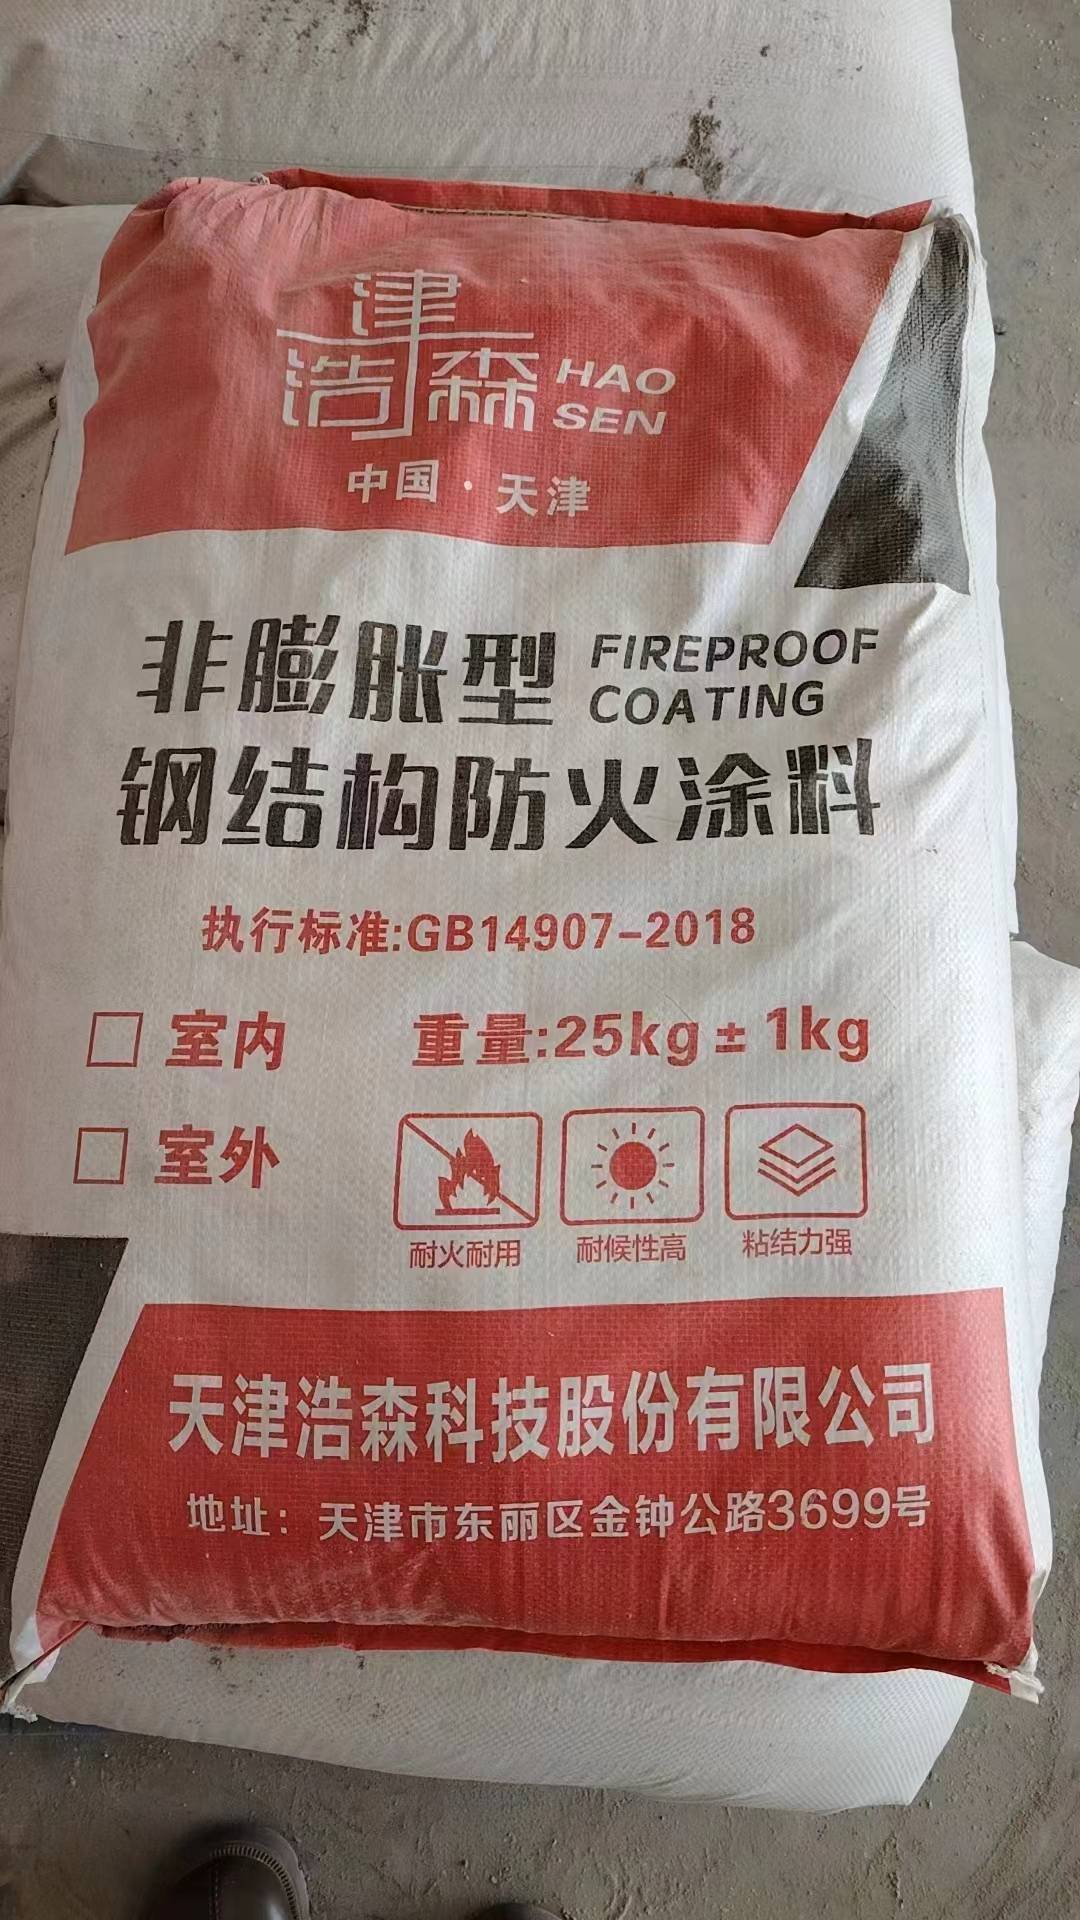 津
浩森 HAO
SEN
中国·天津
非膨胀型 FIREPROOF
COATING
钢结构防火涂料
执行标准:GB14907-2018
室内 重量:25kg±1kg
室外
耐火耐用 耐候性高 粘结力强
天津浩森科技股份有限公司
地址：天津市东丽区金钟公路3699号